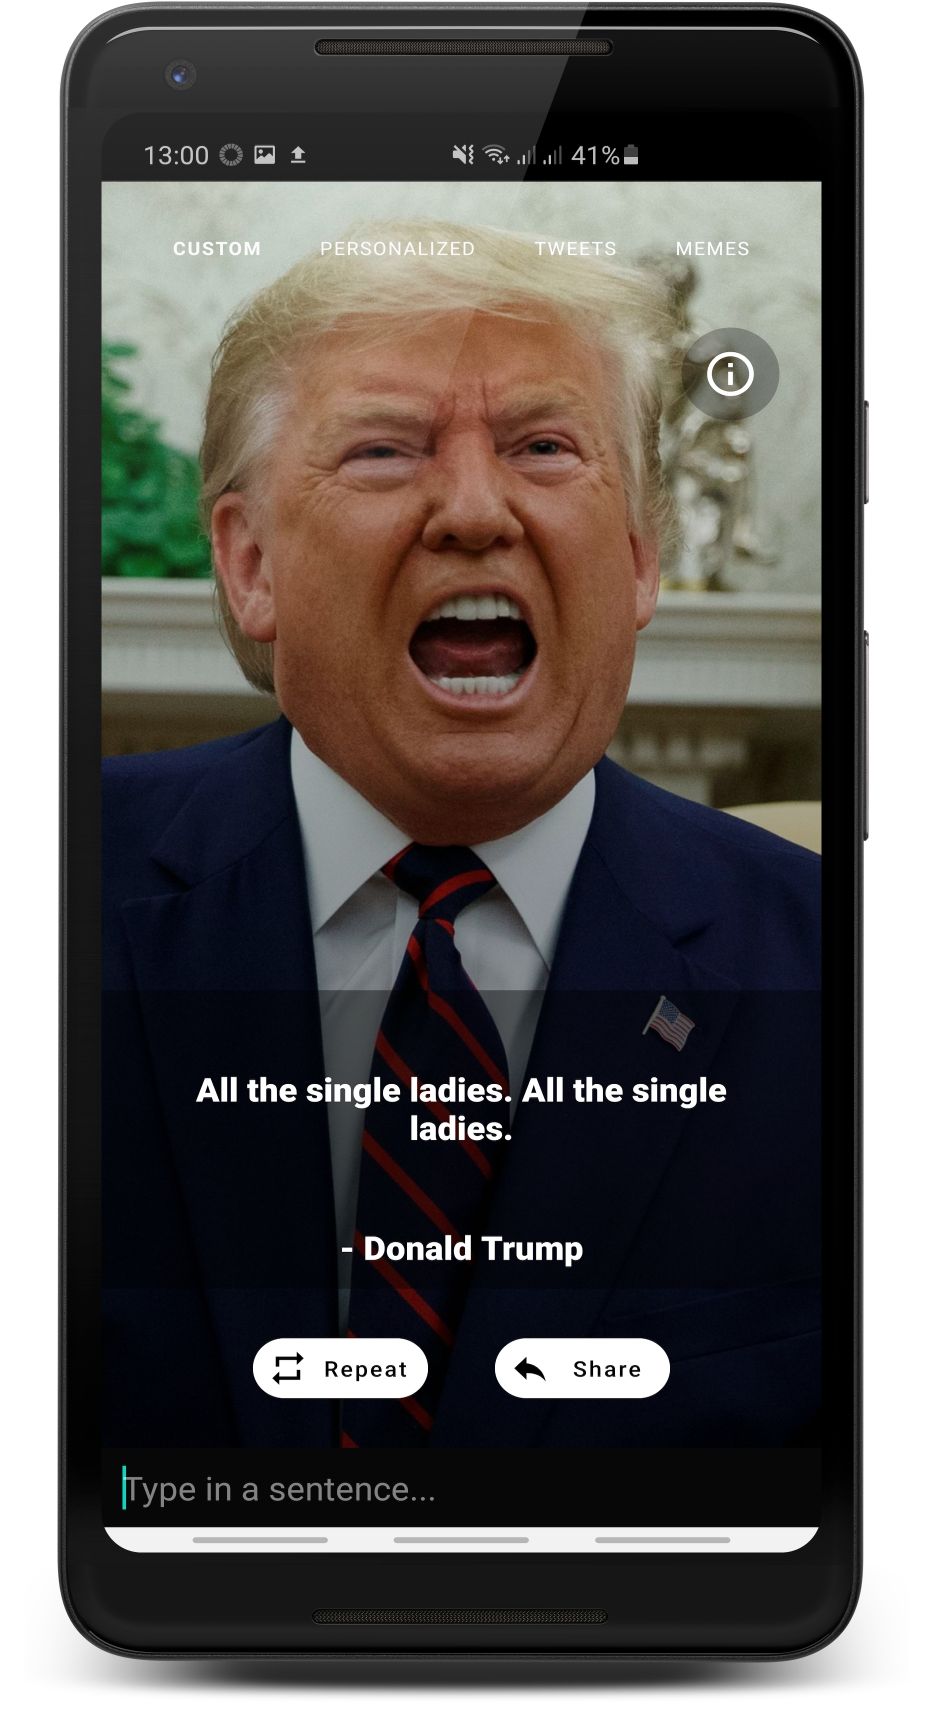 13:00 41%
CUSTOM PERSONALIZED TWEETS MEMES
All the single ladies. All the single
ladies.
- Donald Trump
Repeat Share
Type in a sentence...